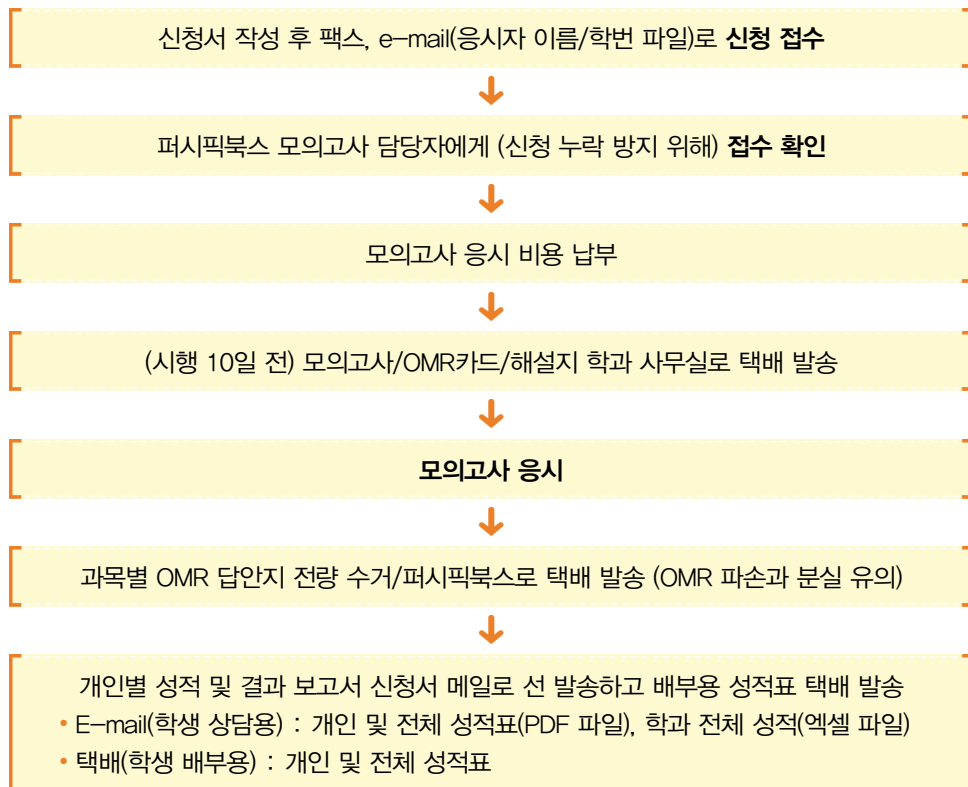 신청서 작성 후 팩스, e-mail(응시자 이름/학번 파일)로 신청 접수
퍼시픽북스 모의고사 담당자에게 (신청 누락 방지 위해) 접수 확인
모의고사 응시 비용 납부
(시행 10일 전) 모의고사/OMR카드/해설지 학과 사무실로 택배 발송
모의고사 응시
과목별 OMR 답안지 전량 수거/퍼시픽북스로 택배 발송 (OMR 파손과 분실 유의)
개인별 성적 및 결과 보고서 신청서 메일로 선 발송하고 배부용 성적표 택배 발송
• E-mail(학생 상담용) : 개인 및 전체 성적표(PDF 파일), 학과 전체 성적(엑셀 파일)
• 택배(학생 배부용) : 개인 및 전체 성적표